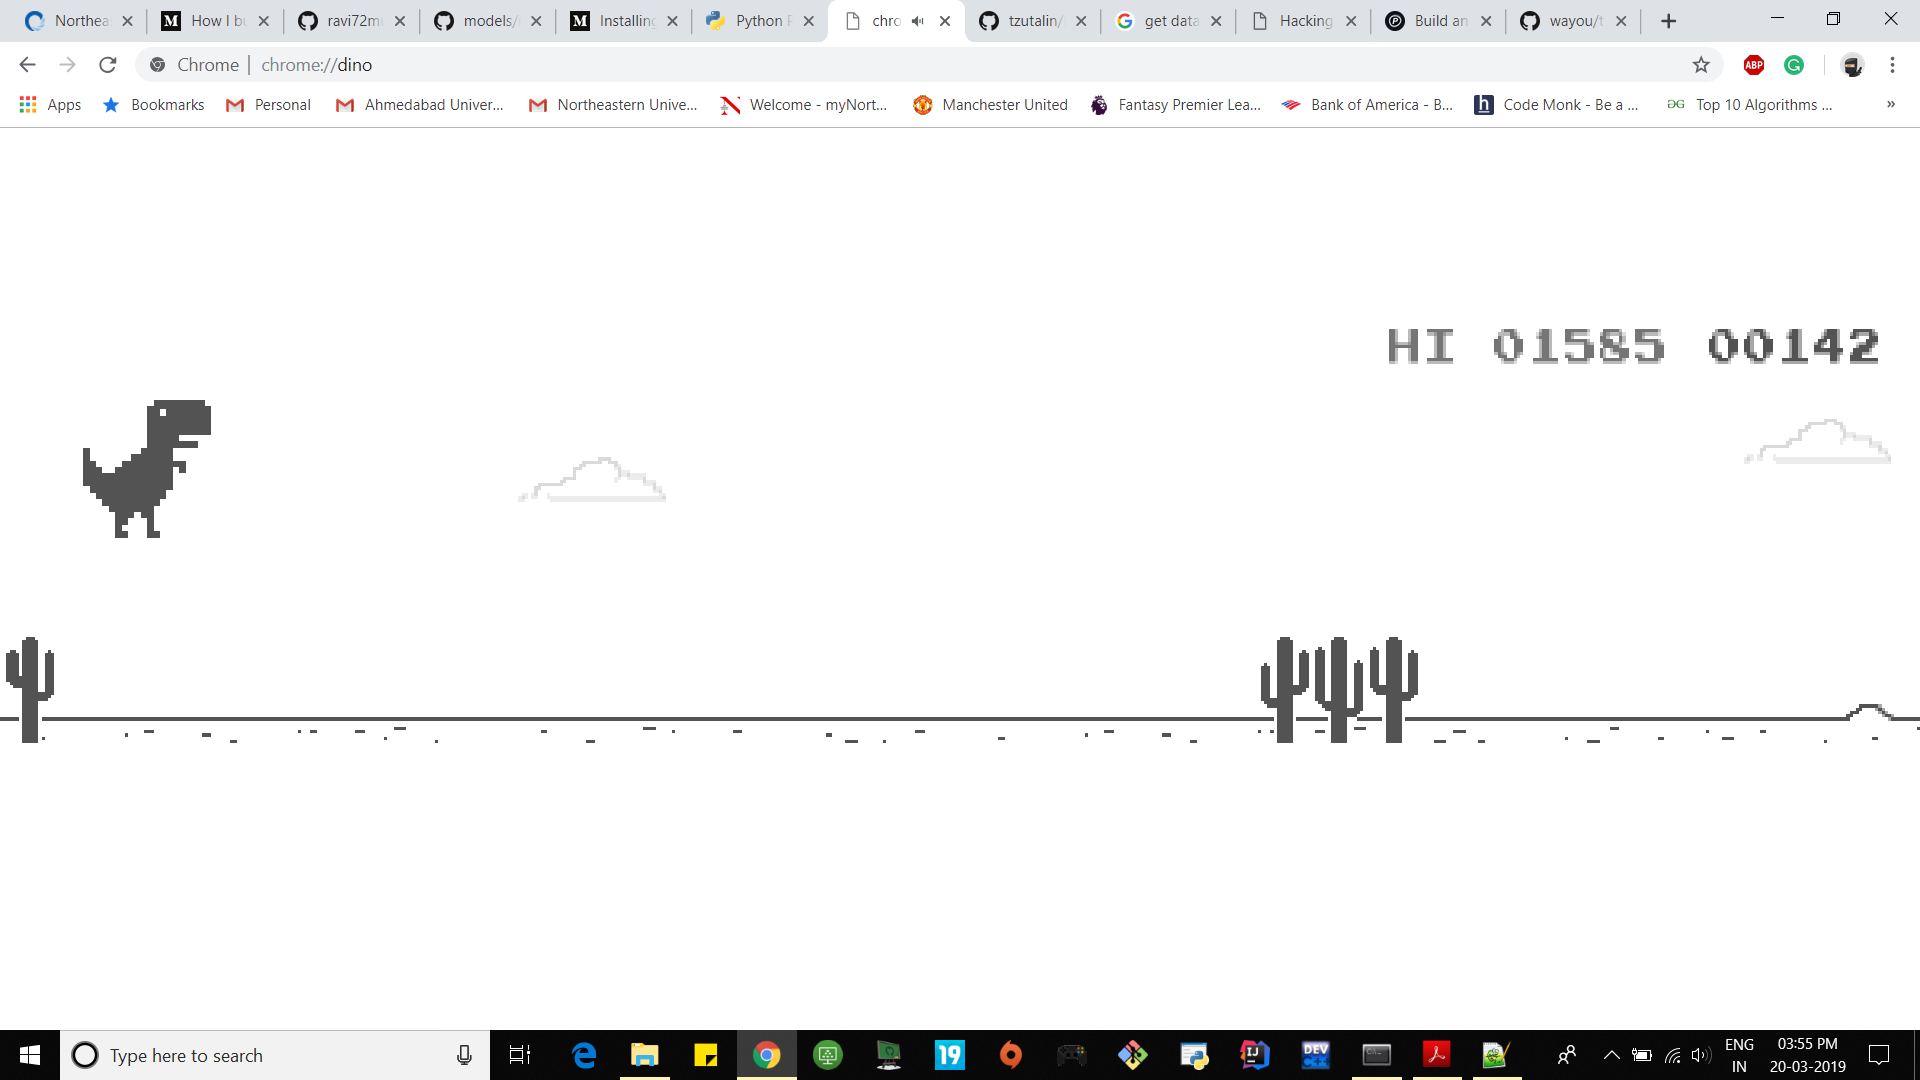 Northea
How I bu
ravi72mu
models/
Installing
Python
chro
tzutalin/
get data
Hacking
Build an
wayou/t
Chrome | chrome://dino
Apps
Bookmarks
Personal
Ahmedabad Univer...
Northeastern Unive...
Welcome - myNort...
Manchester United
Fantasy Premier Lea...
Bank of America - B...
Code Monk - Be a ...
Top 10 Algorithms ...
»
HI 01585 00142
Type here to search
19
DEV
ENG
IN
03:55 PM
20-03-2019